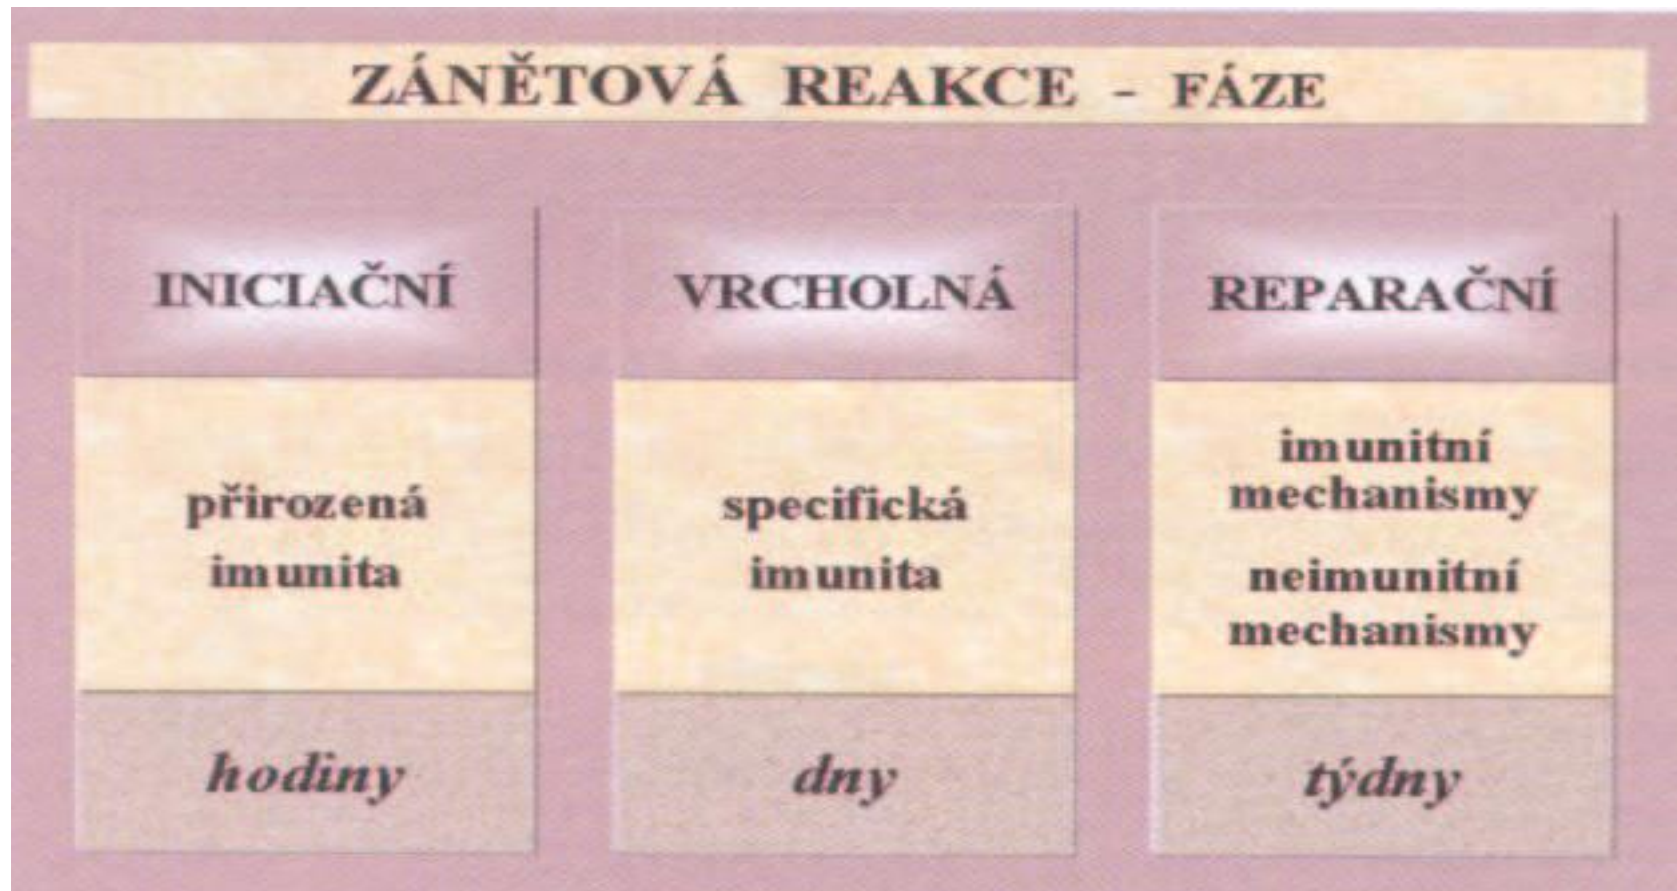 ZÁNĚTOVÁ REAKCE - FÁZE
INICIAČNÍ
přirozená
imunita
hodiny
VRCHOLNÁ
specifická
imunita
dny
REPARAČNÍ
imunitní
mechanismy
neimunitní
mechanismy
týdny